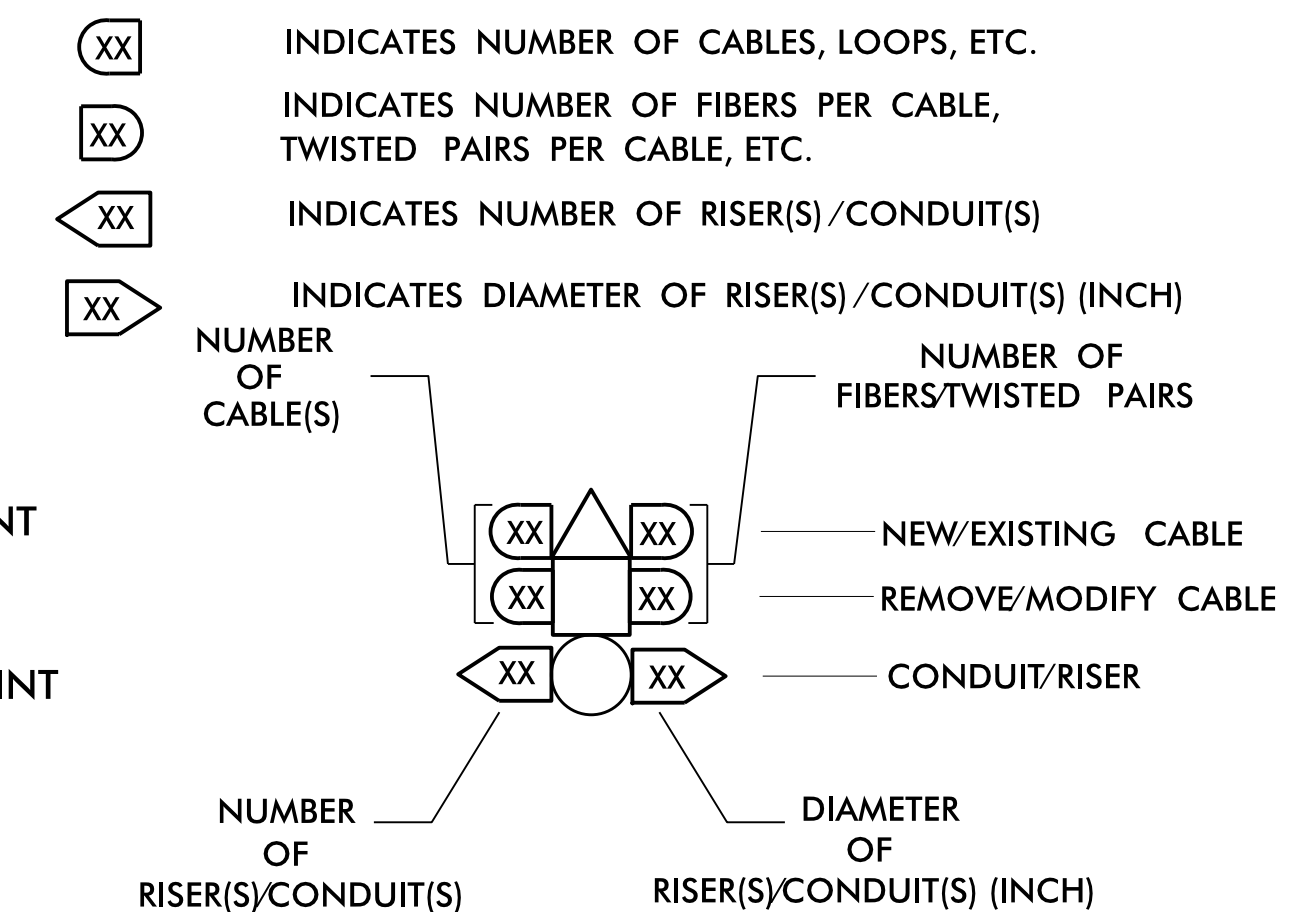 XX INDICATES NUMBER OF CABLES, LOOPS, ETC.
XX INDICATES NUMBER OF FIBERS PER CABLE,
TWISTED PAIRS PER CABLE, ETC.
XX INDICATES NUMBER OF RISER(S)/CONDUIT(S)
XX INDICATES DIAMETER OF RISER(S)/CONDUIT(S) (INCH)
NUMBER
OF
CABLE(S)
NUMBER OF
FIBERS/TWISTED PAIRS
NT
XX XX NEW/EXISTING CABLE
XX XX REMOVE/MODIFY CABLE
INT
XX XX CONDUIT/RISER
NUMBER
OF
RISER(S)/CONDUIT(S)
DIAMETER
OF
RISER(S)/CONDUIT(S) (INCH)